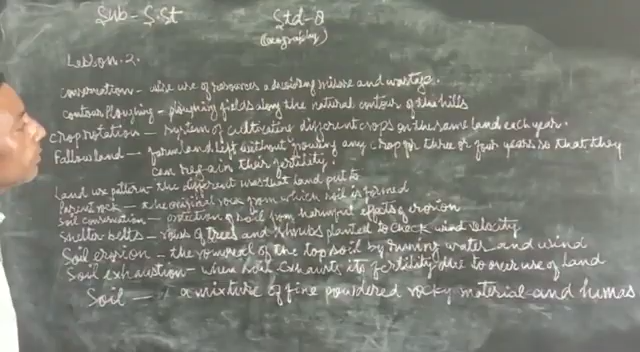 Sub - S.St Std - 8
(Geography)
Lesson. 2.
conservation - wise use of resources avoiding misuse and wastage.
contour Ploughing - ploughing fields along the natural contour of the hills
crop rotation - system of cultivating different crops on the same land each year.
Fallow land - farm land left without growing any crop for three or four years so that they
can regain their fertility.
Land use pattern - the different uses that land put to
Parent rock - the original rock from which soil is formed
Soil conservation - protection of soil from harmful effects of erosion
Shelter belts - rows of trees and shrubs planted to check wind velocity
Soil erosion - the removal of the top soil by running water and wind
Soil exhaustion - when soil exhausts its fertility due to over use of land
Soil - a mixture of fine powdered rocky material and humas